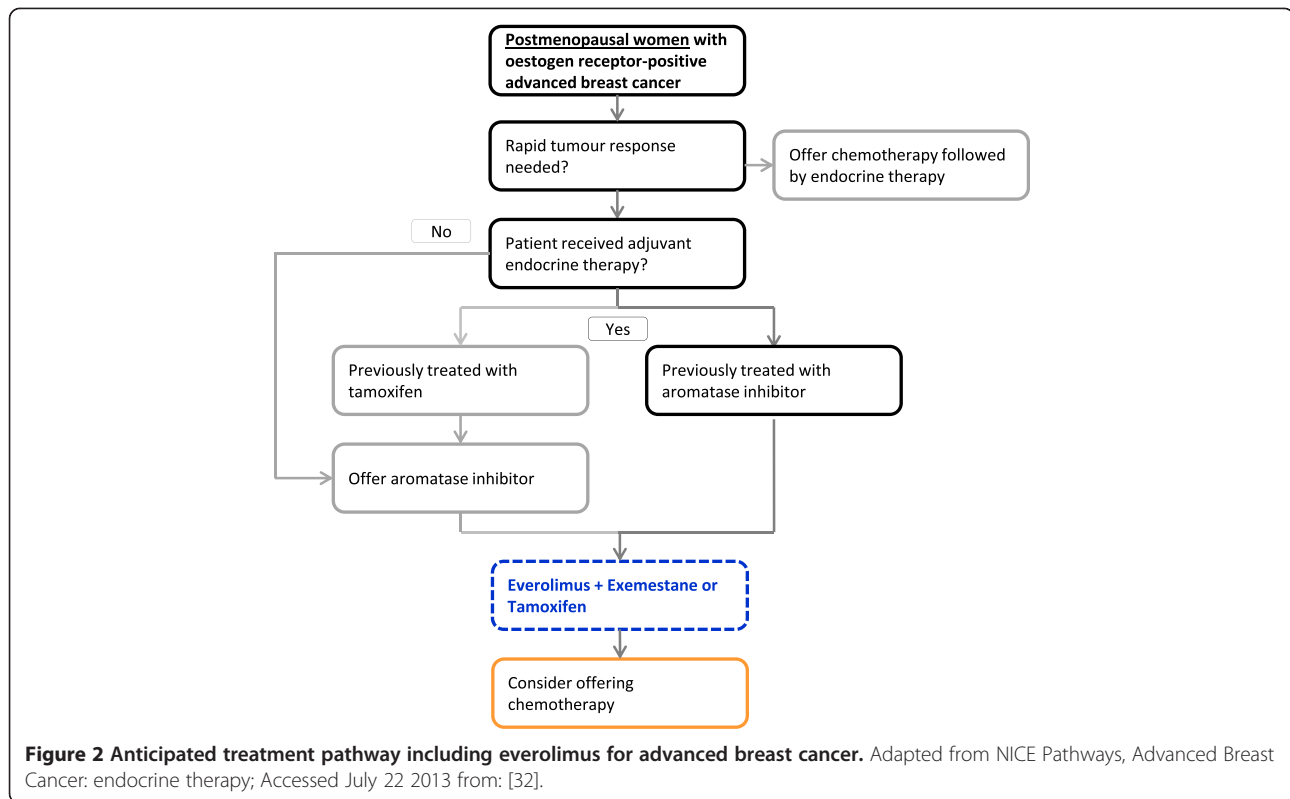 Postmenopausal women with
oestogen receptor-positive
advanced breast cancer
Rapid tumour response
needed?
Offer chemotherapy followed
by endocrine therapy
No
Patient received adjuvant
endocrine therapy?
Yes
Previously treated with
tamoxifen
Previously treated with
aromatase inhibitor
Offer aromatase inhibitor
Everolimus + Exemestane or
Tamoxifen
Consider offering
chemotherapy
Figure 2 Anticipated treatment pathway including everolimus for advanced breast cancer. Adapted from NICE Pathways, Advanced Breast
Cancer: endocrine therapy; Accessed July 22 2013 from: [32].